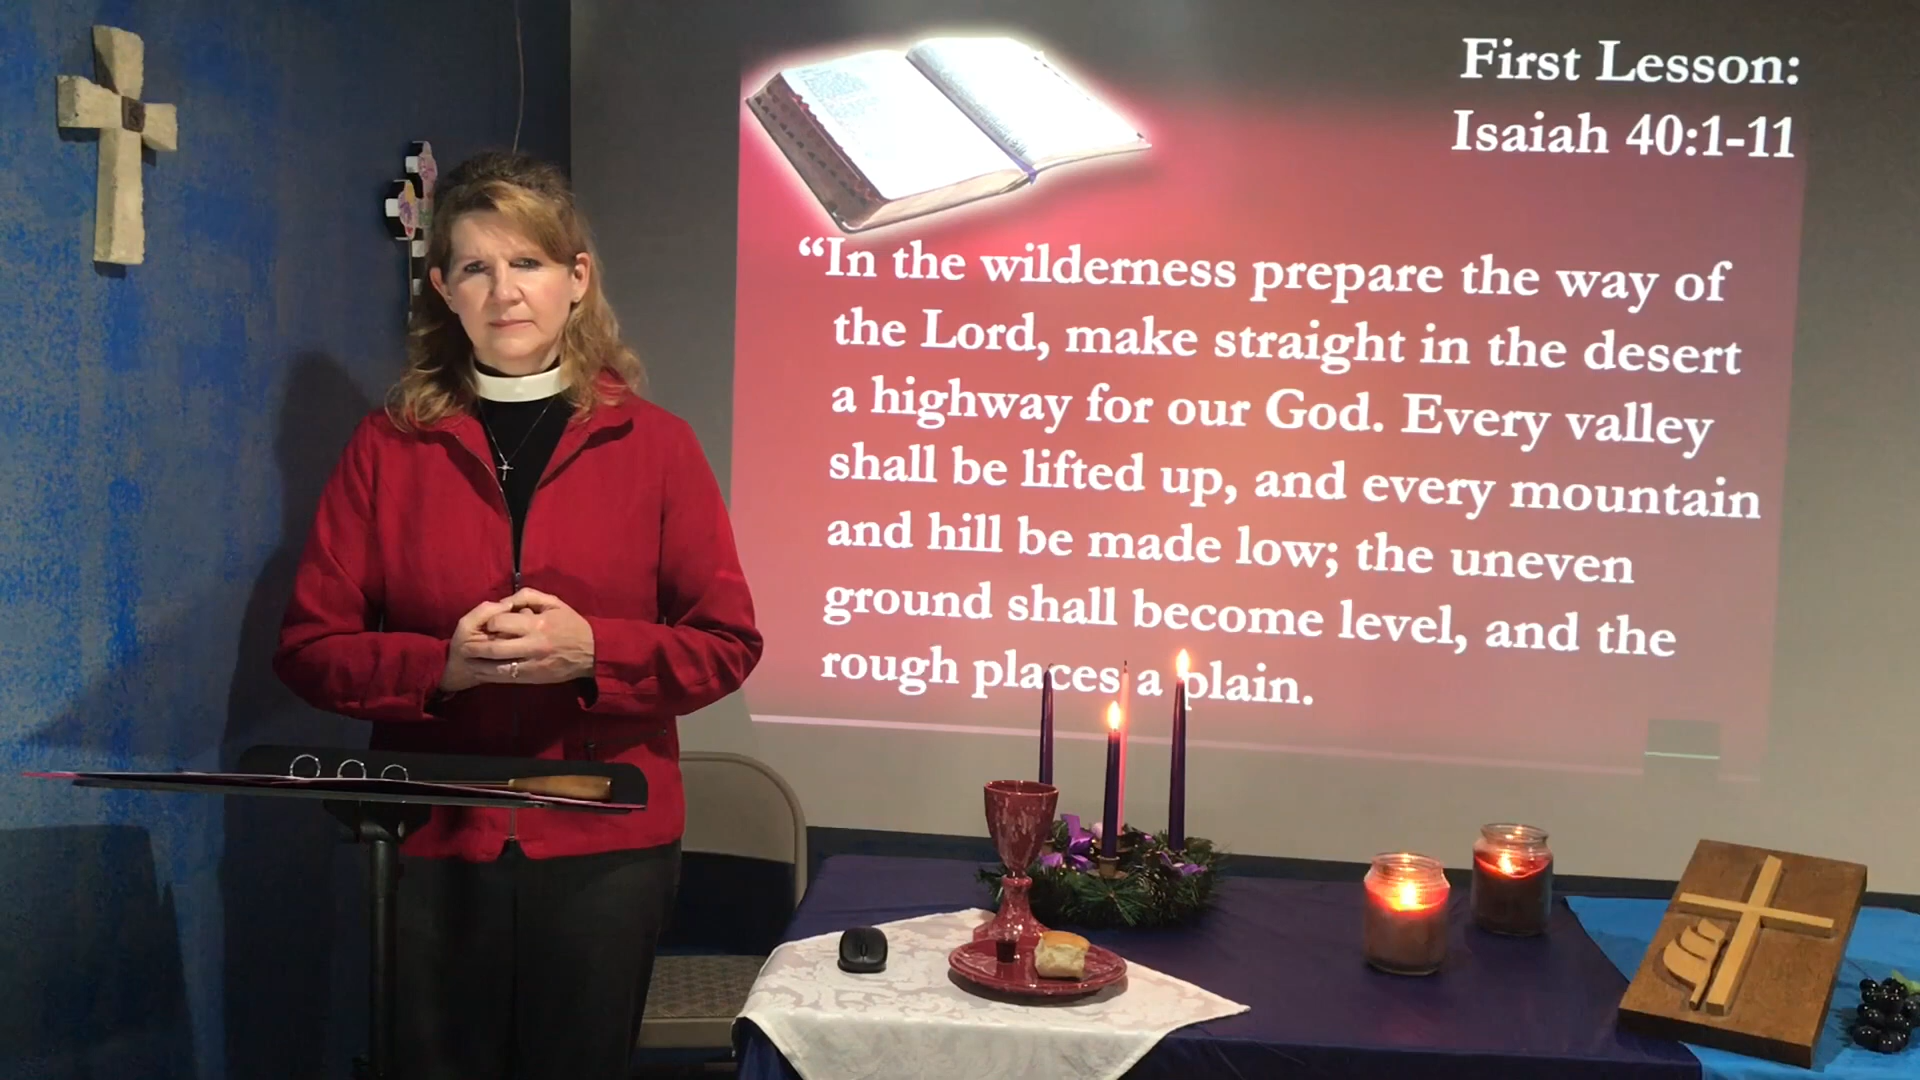 First Lesson:
Isaiah 40:1-11
“In the wilderness prepare the way of
the Lord, make straight in the desert
a highway for our God. Every valley
shall be lifted up, and every mountain
and hill be made low; the uneven
ground shall become level, and the
rough places a plain.